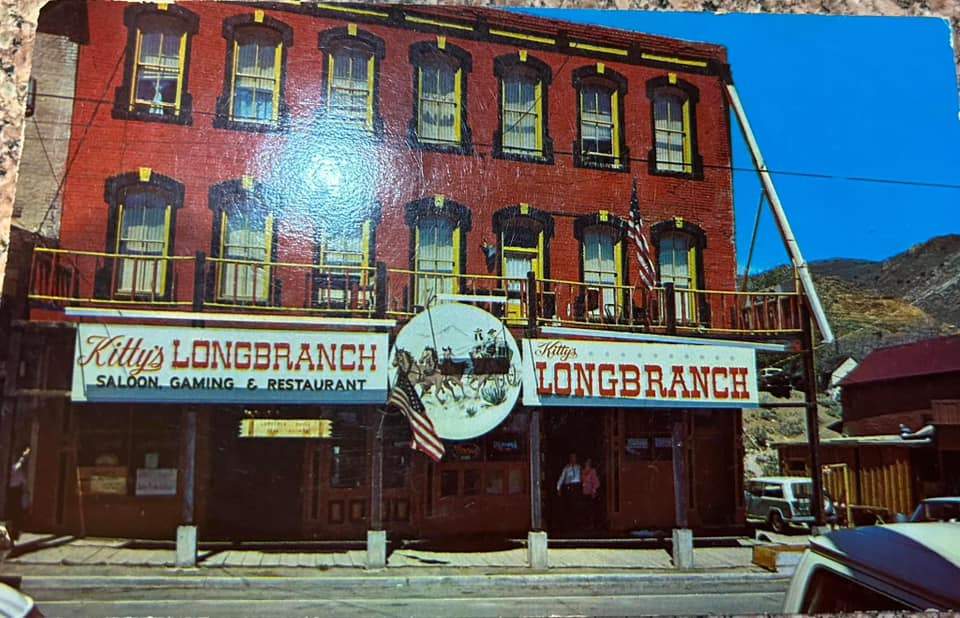 Kitty's LONGBRANCH
SALOON, GAMING & RESTAURANT
Kitty's
LONGBRANCH